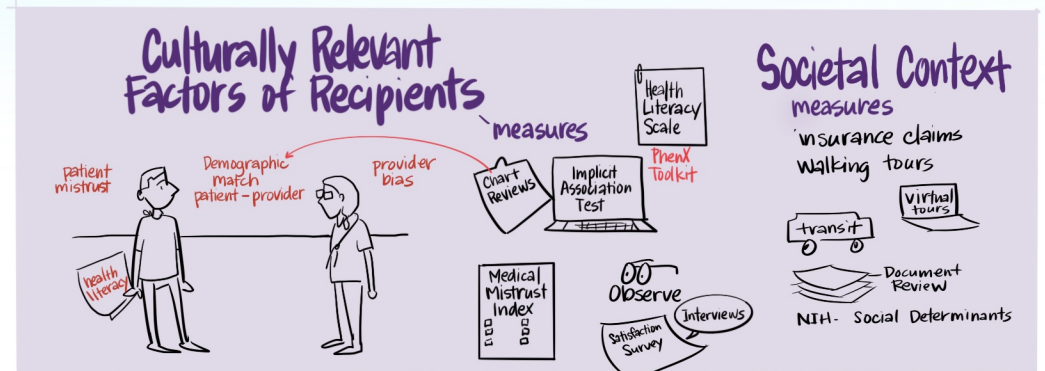 Culturally Relevant
Factors of Recipients
measures
patient
mistrust
Demographic
match
patient-provider
provider
bias
health
literacy
Chart
Reviews
Implicit
Association
Test
Health
Literacy
Scale
PhenX
Toolkit
Medical
Mistrust
Index
Observe
Satisfaction
Survey
Interviews
Societal Context
measures
insurance claims
Walking tours
virtual
tours
transit
Document
Review
NIH- Social Determinants